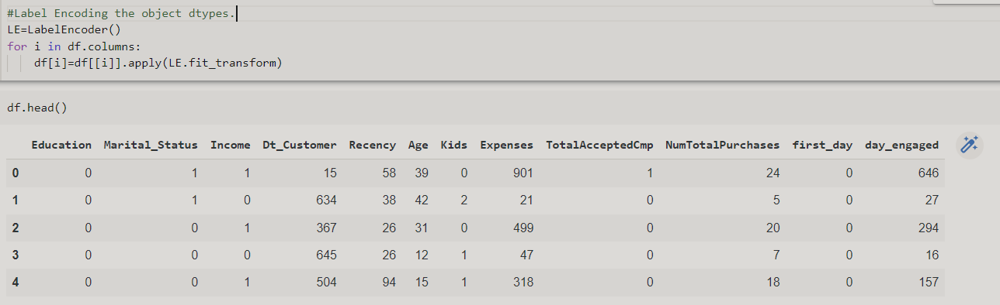 #Label Encoding the object dtypes.
LE=LabelEncoder()
for i in df.columns:
    df[i]=df[[i]].apply(LE.fit_transform)
df.head()
Education Marital_Status Income Dt_Customer Recency Age Kids Expenses TotalAcceptedCmp NumTotalPurchases first_day day_engaged
0 0 1 1 15 58 39 0 901 1 24 0 646
1 0 1 0 634 38 42 2 21 0 5 0 27
2 0 0 1 367 26 31 0 499 0 20 0 294
3 0 0 0 645 26 12 1 47 0 7 0 16
4 0 0 1 504 94 15 1 318 0 18 0 157